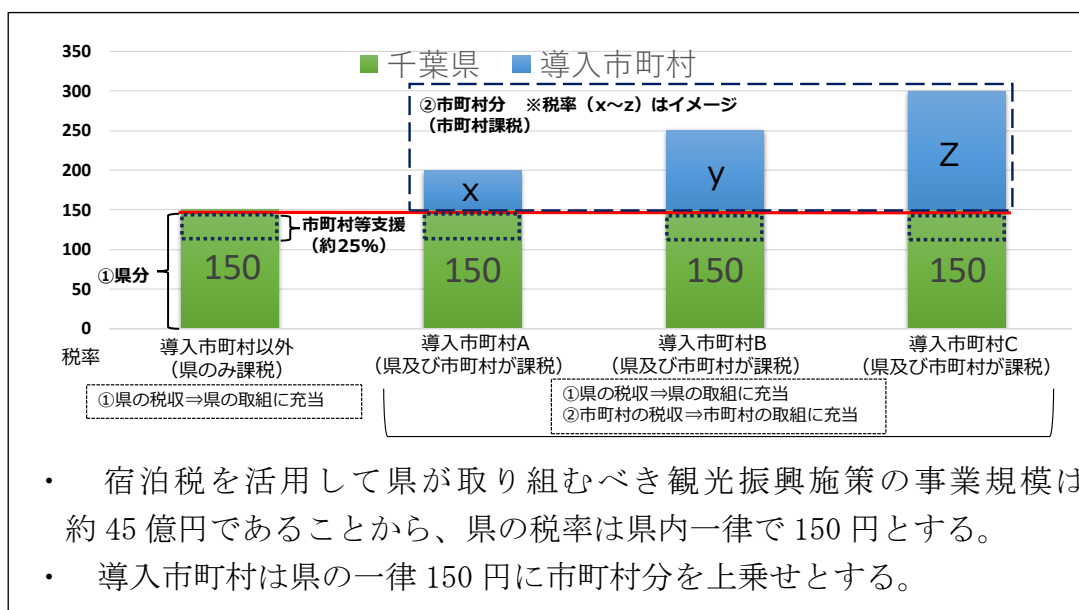 350
300
250
200
150
100
50
0
税率
千葉県 導入市町村
②市町村分 ※税率（x～z）はイメージ
（市町村課税）
x
y
Z
市町村等支援
（約25%）
①県分
150
150
150
150
導入市町村以外
（県のみ課税）
導入市町村A
（県及び市町村が課税）
導入市町村B
（県及び市町村が課税）
導入市町村C
（県及び市町村が課税）
①県の税収⇒県の取組に充当
①県の税収⇒県の取組に充当
②市町村の税収⇒市町村の取組に充当
・ 宿泊税を活用して県が取り組むべき観光振興施策の事業規模は
約 45 億円であることから、県の税率は県内一律で 150 円とする。
・ 導入市町村は県の一律 150 円に市町村分を上乗せとする。